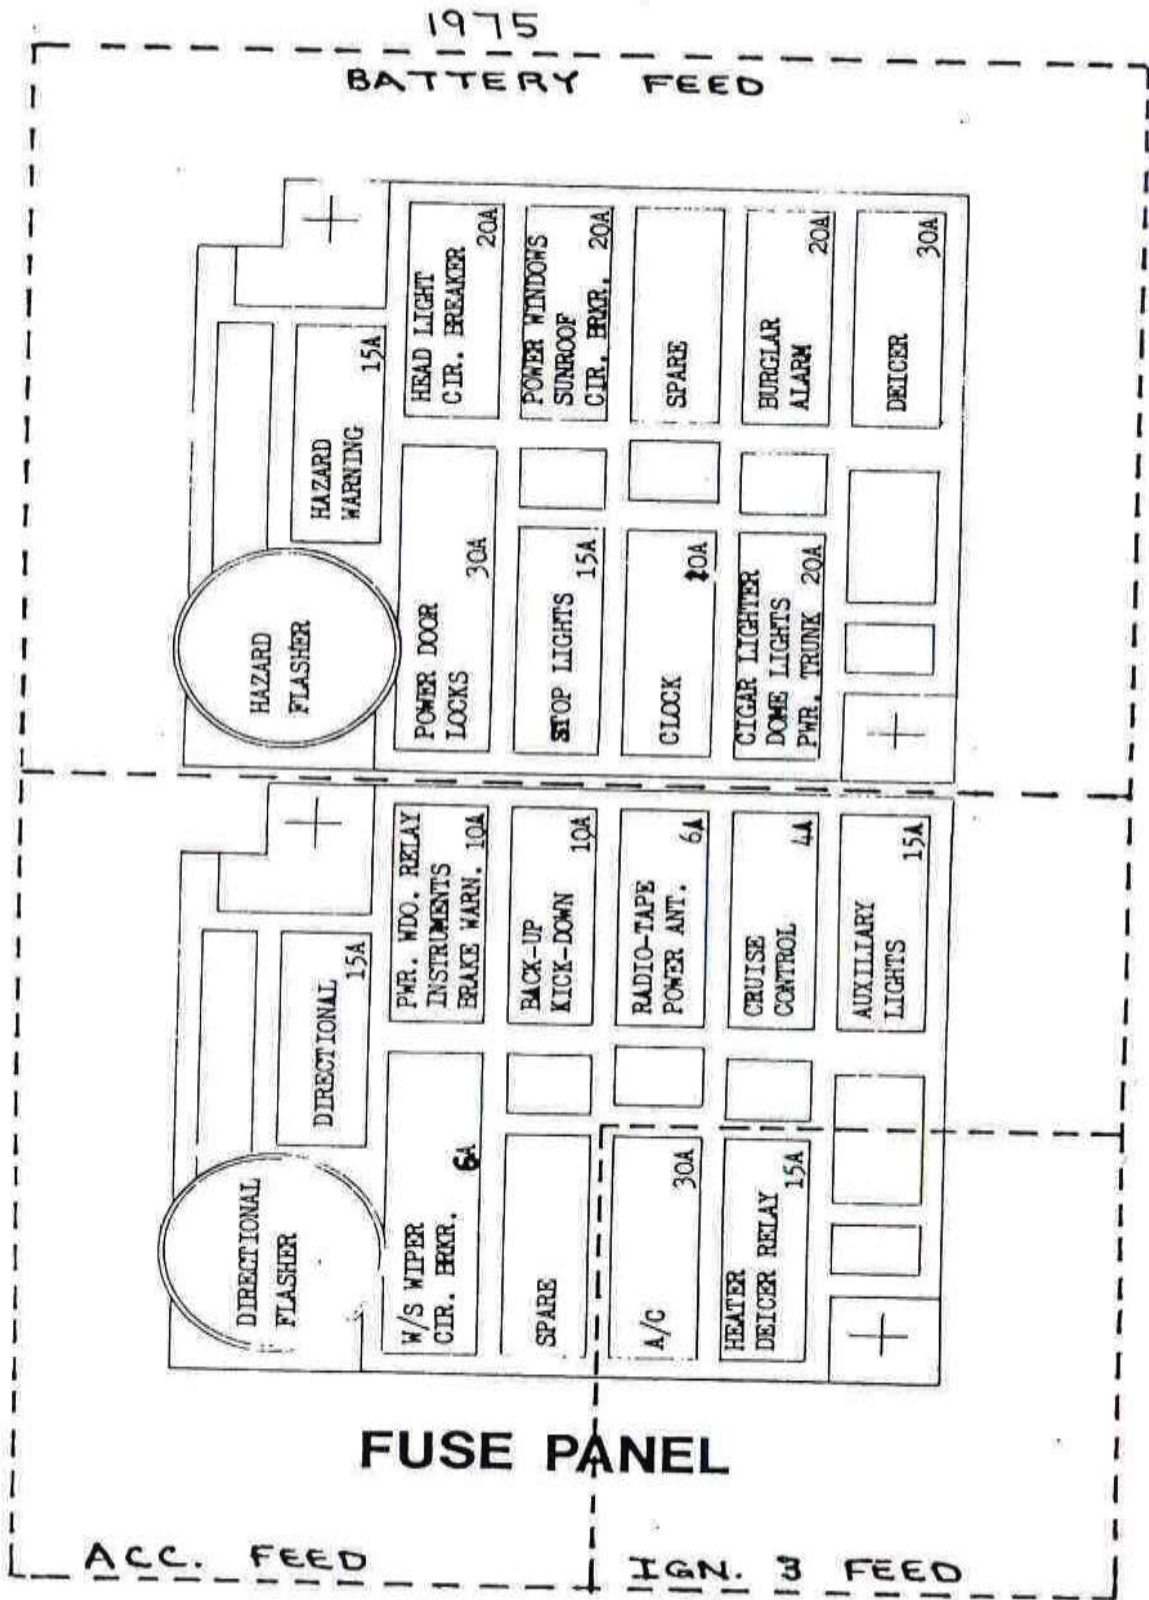 1975
BATTERY FEED
HAZARD
FLASHER
HAZARD
WARNING
15A
POWER DOOR
LOCKS
30A
HEAD LIGHT
CIR. BREAKER
20A
STOP LIGHTS
15A
POWER WINDOWS
SUNROOF
CIR. BRKR. 20A
CLOCK
SPARE
CIGAR LIGHTER
DOME LIGHTS
PWR. TRUNK 20A
BURGLAR
ALARM
20A
DEICER
30A
DIRECTIONAL
FLASHER
DIRECTIONAL
15A
W/S WIPER
CIR. BRKR.
6A
PWR. WDO. RELAY
INSTRUMENTS
BRAKE WARN. 10A
SPARE
BACK-UP
KICK-DOWN
10A
A/C
30A
RADIO-TAPE
POWER ANT.
6A
HEATER
DEICER RELAY
15A
CRUISE
CONTROL
4A
AUXILLARY
LIGHTS
15A
FUSE PANEL
ACC. FEED
IGN. 3 FEED